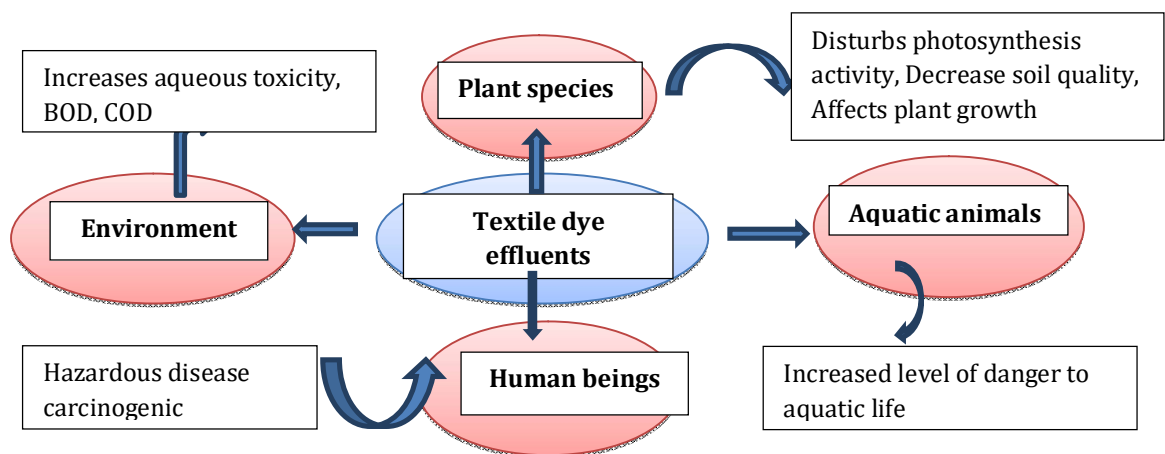 Increases aqueous toxicity,
BOD, COD
Plant species
Disturbs photosynthesis
activity, Decrease soil quality,
Affects plant growth
Environment
Textile dye
effluents
Aquatic animals
Hazardous disease
carcinogenic
Human beings
Increased level of danger to
aquatic life